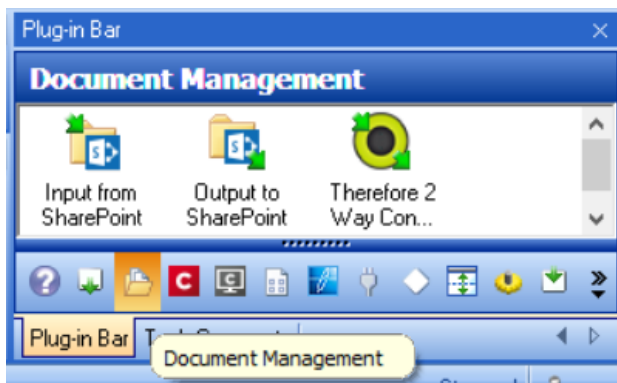 Plug-in Bar
Document Management
Input from
SharePoint
Output to
SharePoint
Therefore 2
Way Con...
Plug-in Bar
Document Management